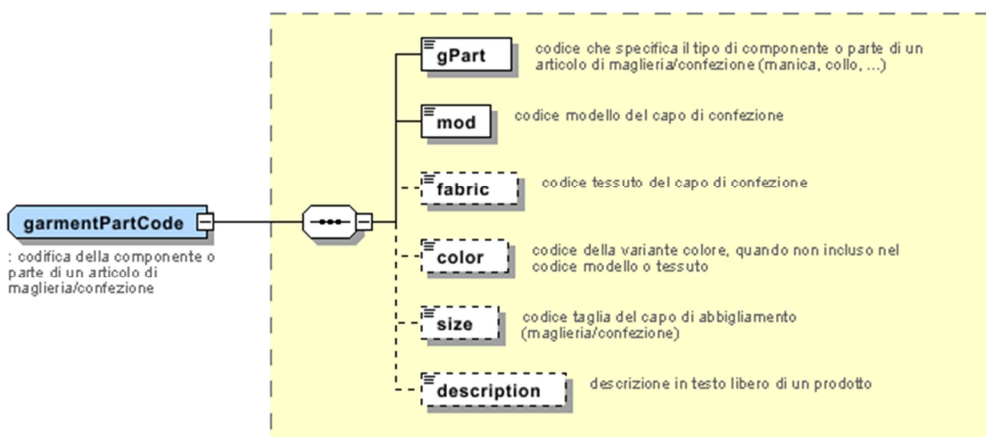 gPart
codice che specifica il tipo di componente o parte di un
articolo di maglieria/confezione (manica, collo, ...)
mod
codice modello del capo di confezione
fabric
codice tessuto del capo di confezione
garmentPartCode
: codifica della componente o
parte di un articolo di
maglieria/confezione
color
codice della variante colore, quando non incluso nel
codice modello o tessuto
size
codice taglia del capo di abbigliamento
(maglieria/confezione)
description
descrizione in testo libero di un prodotto